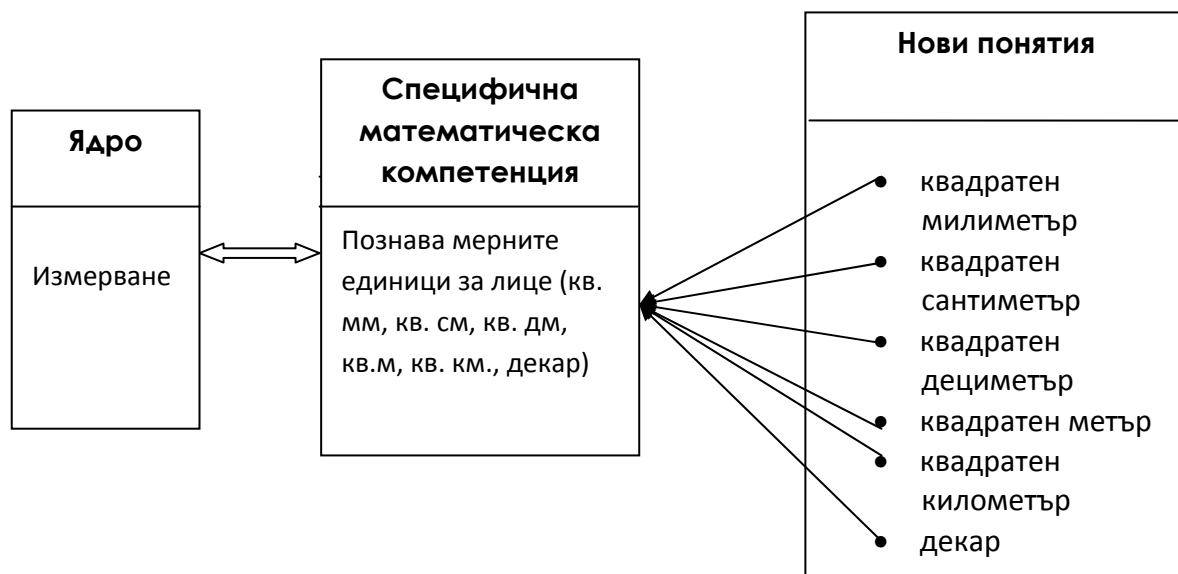 Ядро
Измерване
Специфична
математическа
компетенция
Познава мерните
единици за лице (кв.
мм, кв. см, кв. дм,
кв.м, кв. км., декар)
Нови понятия
• квадратен
милиметър
• квадратен
сантиметър
• квадратен
дециметър
• квадратен метър
• квадратен
километър
• декар